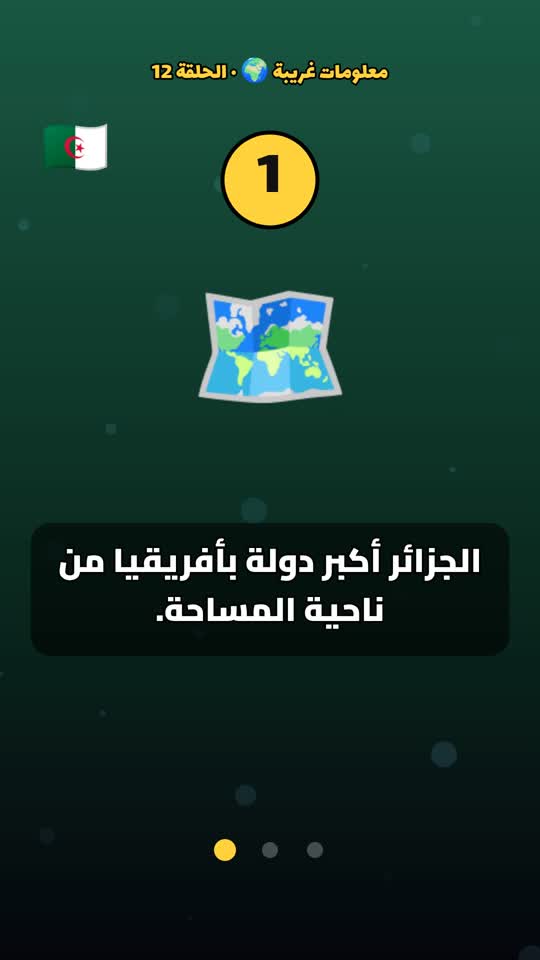 معلومات غريبة 🌍 • الحلقة 12
1
الجزائر أكبر دولة بأفريقيا من
ناحية المساحة.